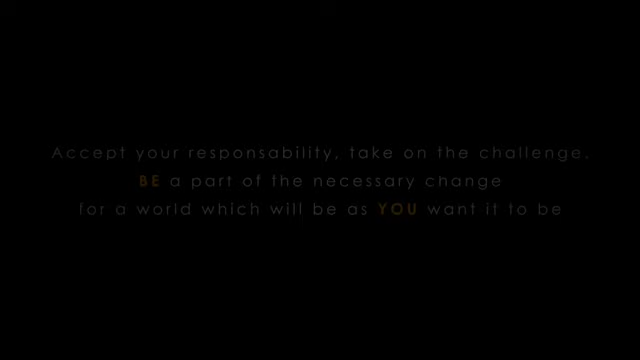 Accept your responsability, take on the challenge.
BE a part of the necessary change
for a world which will be as YOU want it to be